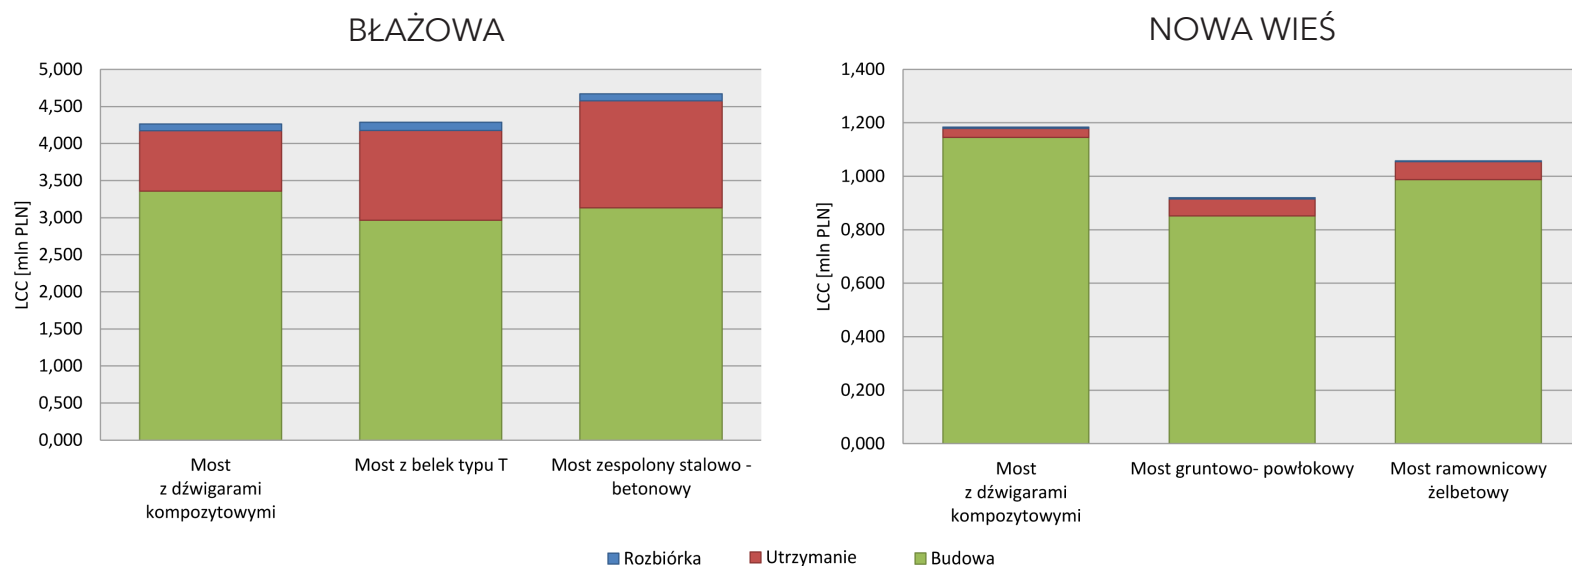 BŁAŻOWA
5,000
4,500
4,000
3,500
3,000
2,500
2,000
1,500
1,000
0,500
0,000
LCC [mln PLN]
Most
z dźwigarami
kompozytowymi
Most z belek typu T
Most zespolony stalowo -
betonowy
NOWA WIEŚ
1,400
1,200
1,000
0,800
0,600
0,400
0,200
0,000
LCC [mln PLN]
Most
z dźwigarami
kompozytowymi
Most gruntowo- powłokowy
Most ramownicowy
żelbetowy
Rozbiórka
Utrzymanie
Budowa